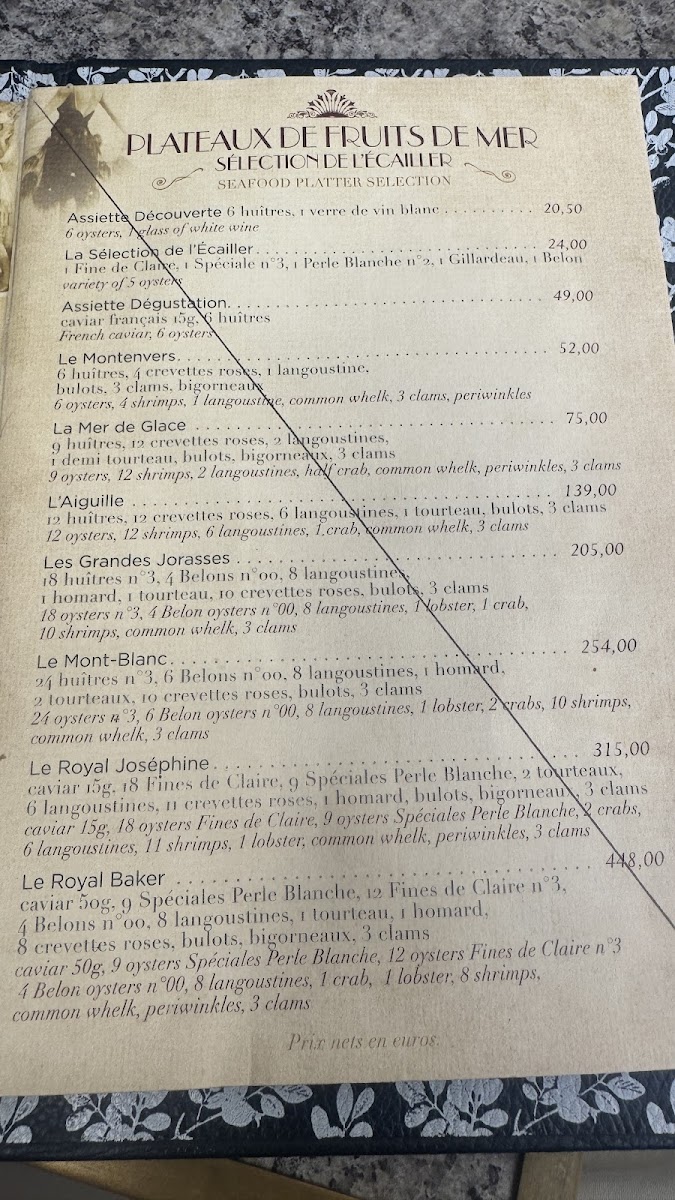 PLATEAUX DE FRUITS DE MER
SÉLECTION DE L'ÉCAILLER
SEAFOOD PLATTER SELECTION
Assiette Découverte 6 huîtres, 1 verre de vin blanc . . . . . . . . . . 20,50
6 oysters, 1 glass of white wine
La Sélection de l'Écailler. . . . . . . . . . . . . . . . . . . . . . . . . . . . 24,00
1 Fine de Claire, 1 Spéciale n°3, 1 Perle Blanche n°2, 1 Gillardeau, 1 Belon
variety of 5 oysters
Assiette Dégustation. . . . . . . . . . . . . . . . . . . . . . . . . . . . . . . 49,00
caviar français 15g, 6 huîtres
French caviar, 6 oysters
Le Montenvers. . . . . . . . . . . . . . . . . . . . . . . . . . . . . . . . . . . 52,00
6 huîtres, 4 crevettes roses, 1 langoustine,
bulots, 3 clams, bigorneaux
6 oysters, 4 shrimps, 1 langoustine, common whelk, 3 clams, periwinkles
La Mer de Glace . . . . . . . . . . . . . . . . . . . . . . . . . . . . . . . . . 75,00
9 huîtres, 12 crevettes roses, 2 langoustines,
1 demi tourteau, bulots, bigorneaux, 3 clams
9 oysters, 12 shrimps, 2 langoustines, half crab, common whelk, periwinkles, 3 clams
L'Aiguille . . . . . . . . . . . . . . . . . . . . . . . . . . . . . . . . . . . . . . . 139,00
12 huîtres, 12 crevettes roses, 6 langoustines, 1 tourteau, bulots, 3 clams
12 oysters, 12 shrimps, 6 langoustines, 1 crab, common whelk, 3 clams
Les Grandes Jorasses . . . . . . . . . . . . . . . . . . . . . . . . . . . . . 205,00
18 huîtres n°3, 4 Belons n°00, 8 langoustines,
1 homard, 1 tourteau, 10 crevettes roses, bulots, 3 clams
18 oysters n°3, 4 Belon oysters n°00, 8 langoustines, 1 lobster, 1 crab,
10 shrimps, common whelk, 3 clams
Le Mont-Blanc. . . . . . . . . . . . . . . . . . . . . . . . . . . . . . . . . . . 254,00
24 huîtres n°3, 6 Belons n°00, 8 langoustines, 1 homard,
2 tourteaux, 10 crevettes roses, bulots, 3 clams
24 oysters n°3, 6 Belon oysters n°00, 8 langoustines, 1 lobster, 2 crabs, 10 shrimps,
common whelk, 3 clams
Le Royal Joséphine . . . . . . . . . . . . . . . . . . . . . . . . . . . . . . . 315,00
caviar 15g, 18 Fines de Claire, 9 Spéciales Perle Blanche, 2 tourteaux,
6 langoustines, 11 crevettes roses, 1 homard, bulots, bigorneaux, 3 clams
caviar 15g, 18 oysters Fines de Claire, 9 oysters Spéciales Perle Blanche, 2 crabs,
6 langoustines, 11 shrimps, 1 lobster, common whelk, periwinkles, 3 clams
Le Royal Baker . . . . . . . . . . . . . . . . . . . . . . . . . . . . . . . . . . . 448,00
caviar 50g, 9 Spéciales Perle Blanche, 12 Fines de Claire n°3,
4 Belons n°00, 8 langoustines, 1 tourteau, 1 homard,
8 crevettes roses, bulots, bigorneaux, 3 clams
caviar 50g, 9 oysters Spéciales Perle Blanche, 12 oysters Fines de Claire n°3
4 Belon oysters n°00, 8 langoustines, 1 crab, 1 lobster, 8 shrimps,
common whelk, periwinkles, 3 clams
Prix nets en euros.